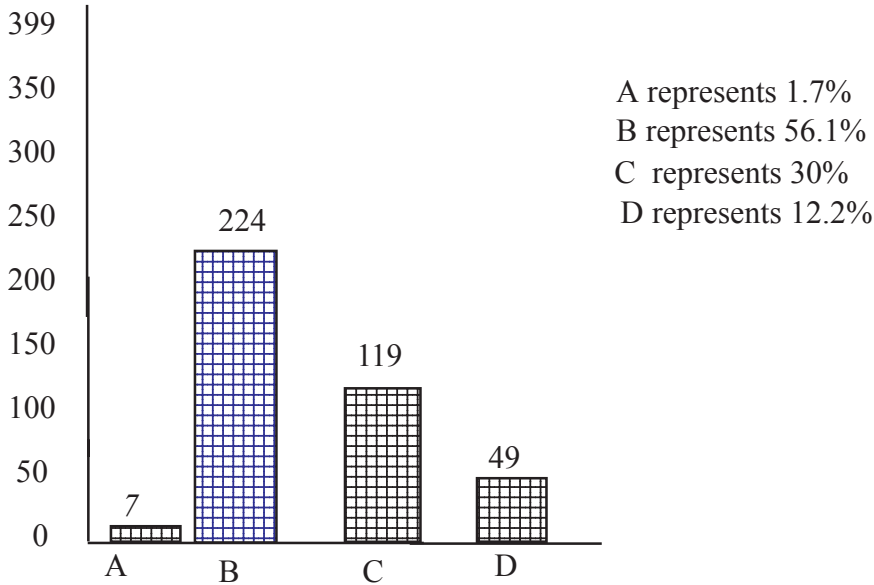 399
350
300
250
200
150
100
50
0
7
224
119
49
A
B
C
D
A represents 1.7%
B represents 56.1%
C represents 30%
D represents 12.2%